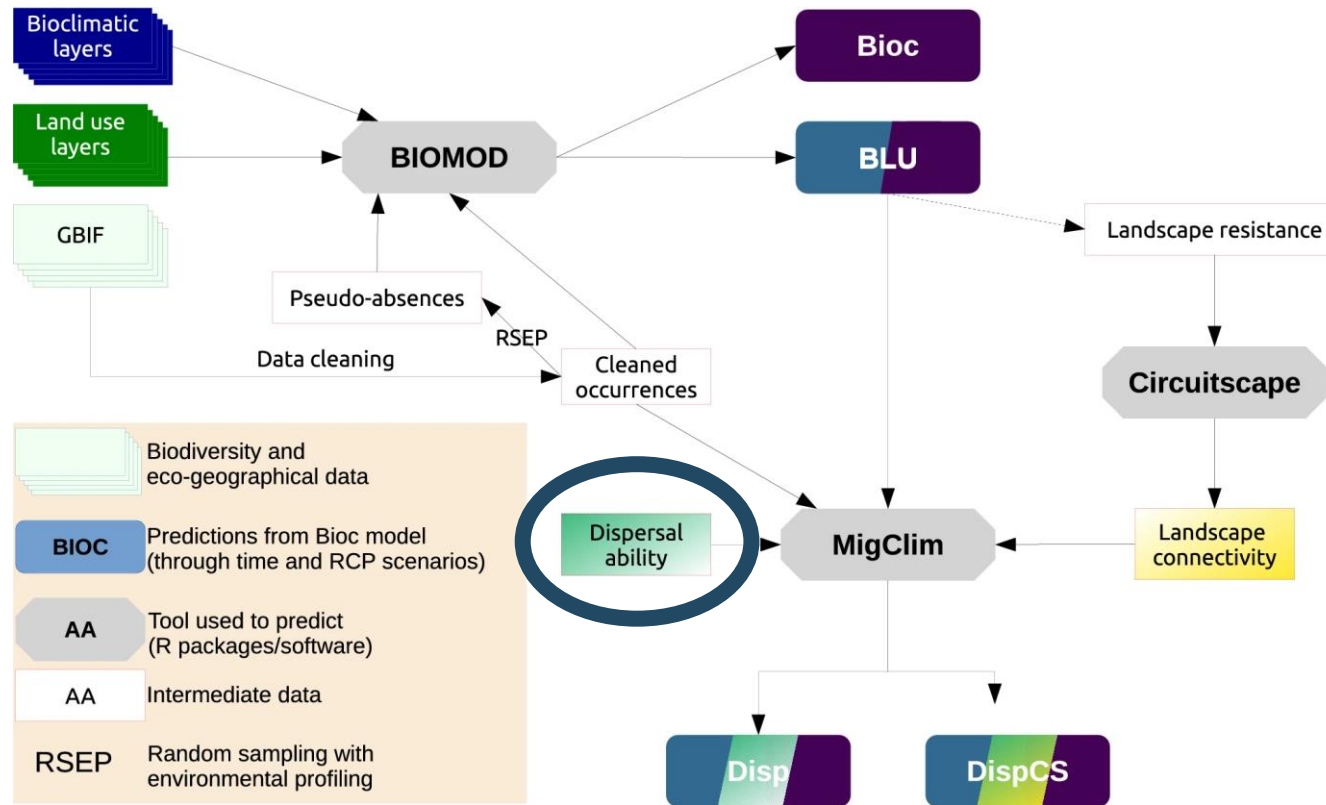 Bioclimatic
layers
Bioc
Land use
layers
BIOMOD
BLU
GBIF
Landscape resistance
Pseudo-absences
RSEP
Data cleaning
Cleaned
occurrences
Circuitscape
Biodiversity and
eco-geographical data
BIOC
Predictions from Bioc model
(through time and RCP scenarios)
Dispersal
ability
MigClim
Landscape
connectivity
AA
Tool used to predict
(R packages/software)
AA
Intermediate data
RSEP
Random sampling with
environmental profiling
Disp
DispCS